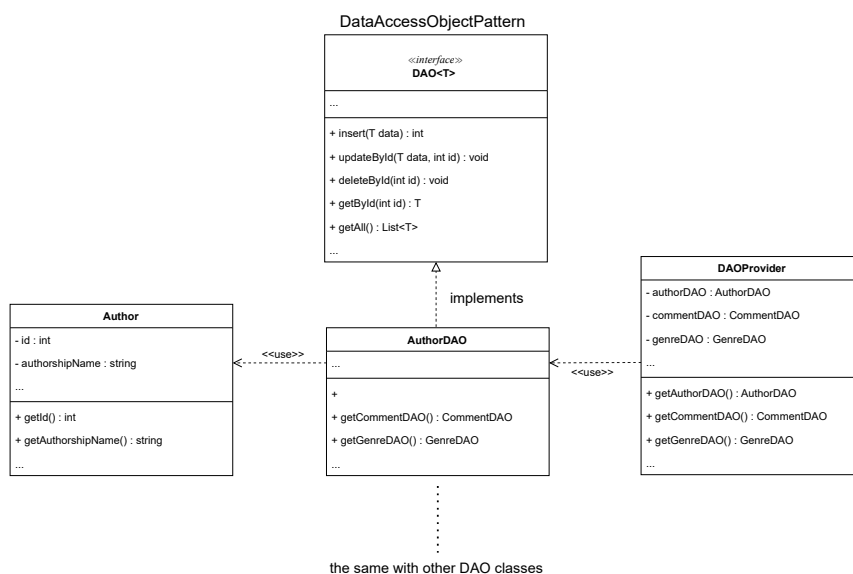 DataAccessObjectPattern
«interface»
DAO<T>
...
+ insert(T data) : int
+ updateById(T data, int id) : void
+ deleteById(int id) : void
+ getById(int id) : T
+ getAll() : List<T>
...
implements
Author
- id : int
- authorshipName : string
...
+ getId() : int
+ getAuthorshipName() : string
...
<<use>>
AuthorDAO
...
+
+ getCommentDAO() : CommentDAO
+ getGenreDAO() : GenreDAO
...
<<use>>
DAOProvider
- authorDAO : AuthorDAO
- commentDAO : CommentDAO
- genreDAO : GenreDAO
...
+ getAuthorDAO() : AuthorDAO
+ getCommentDAO() : CommentDAO
+ getGenreDAO() : GenreDAO
...
the same with other DAO classes